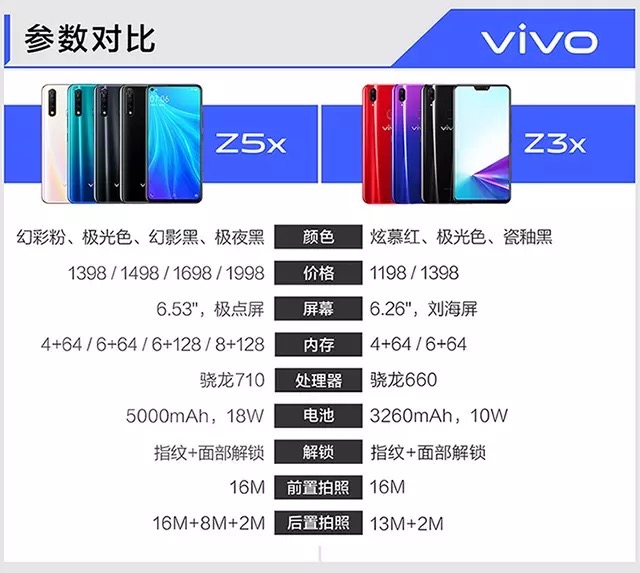 参数对比
vivo
Z5x
Z3x
幻彩粉、极光色、幻影黑、极夜黑 颜色 炫慕红、极光色、瓷釉黑
1398 / 1498 / 1698 / 1998 价格 1198 / 1398
6.53"，极点屏 屏幕 6.26"，刘海屏
4+64 / 6+64 / 6+128 / 8+128 内存 4+64 / 6+64
骁龙710 处理器 骁龙660
5000mAh，18W 电池 3260mAh，10W
指纹+面部解锁 解锁 指纹+面部解锁
16M 前置拍照 16M
16M+8M+2M 后置拍照 13M+2M